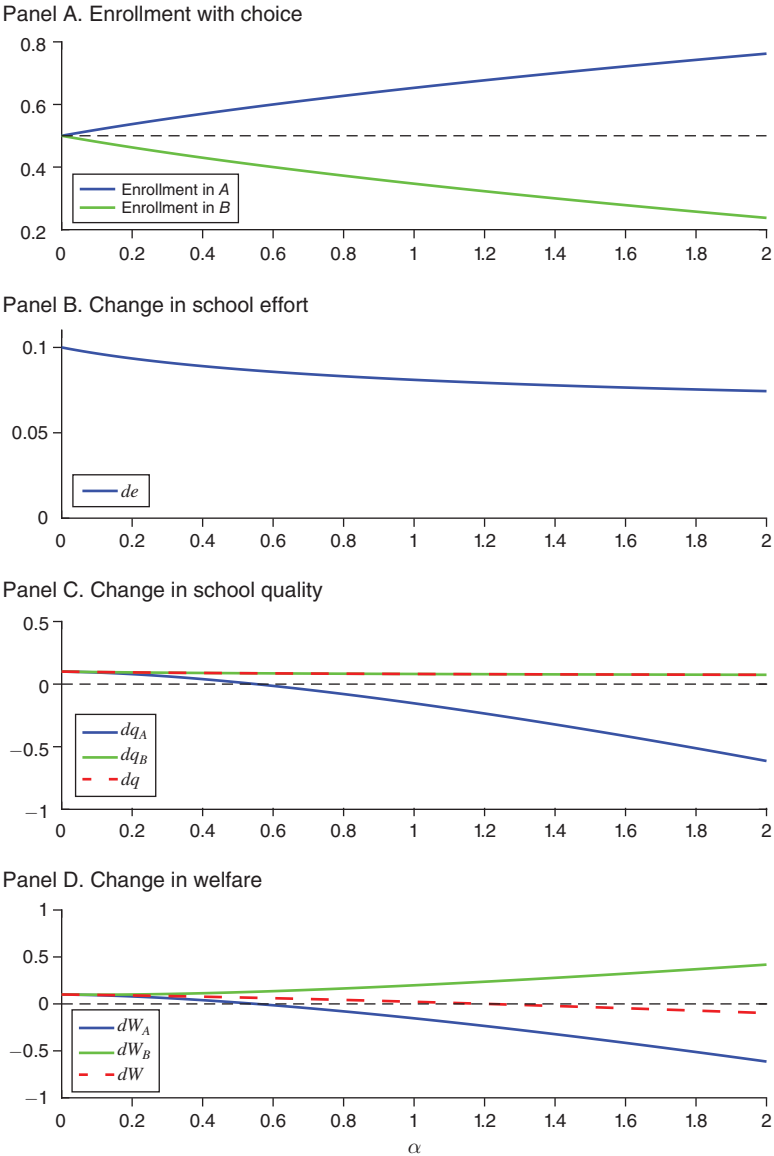 Panel A. Enrollment with choice
0.8
0.6
0.4
0.2
Enrollment in A
Enrollment in B
0 0.2 0.4 0.6 0.8 1 1.2 1.4 1.6 1.8 2
Panel B. Change in school effort
0.1
0.05
0
de
0 0.2 0.4 0.6 0.8 1 1.2 1.4 1.6 1.8 2
Panel C. Change in school quality
0.5
0
−0.5
−1
dqA
dqB
dq
0 0.2 0.4 0.6 0.8 1 1.2 1.4 1.6 1.8 2
Panel D. Change in welfare
1
0.5
0
−0.5
−1
dWA
dWB
dW
0 0.2 0.4 0.6 0.8 1 1.2 1.4 1.6 1.8 2
α